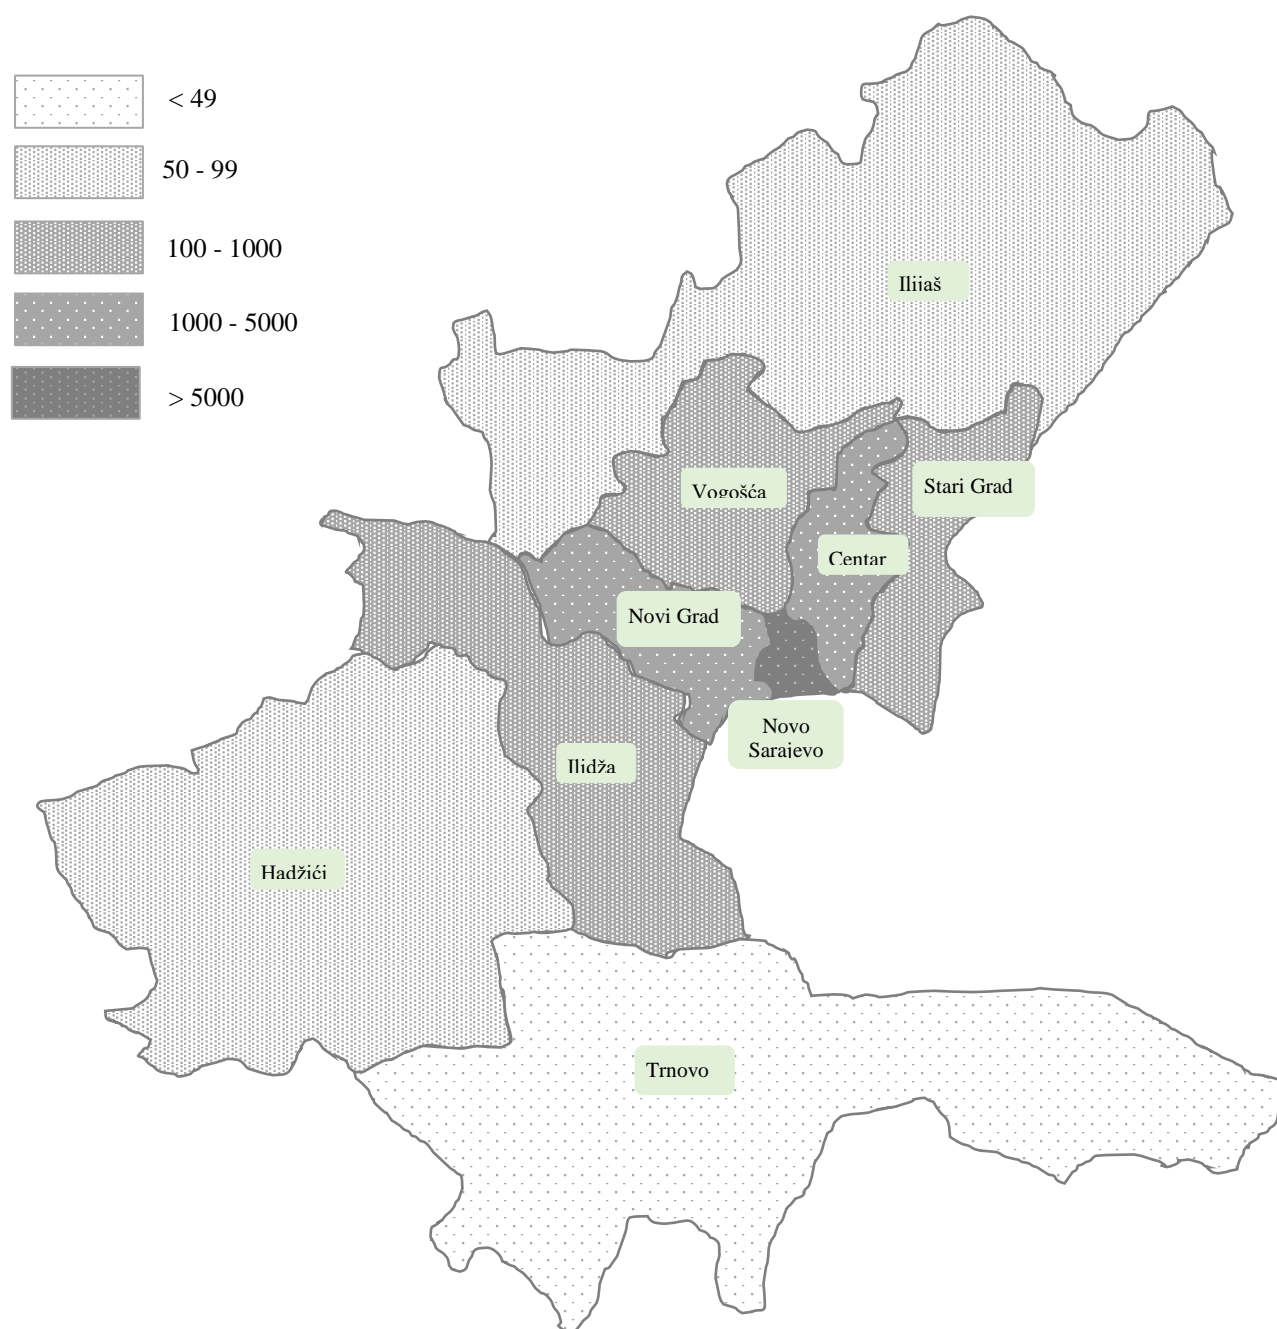 < 49
50 - 99
100 - 1000
1000 - 5000
> 5000
Ilijaš
Vogošća
Stari Grad
Centar
Novi Grad
Novo
Sarajevo
Ilidža
Hadžići
Trnovo